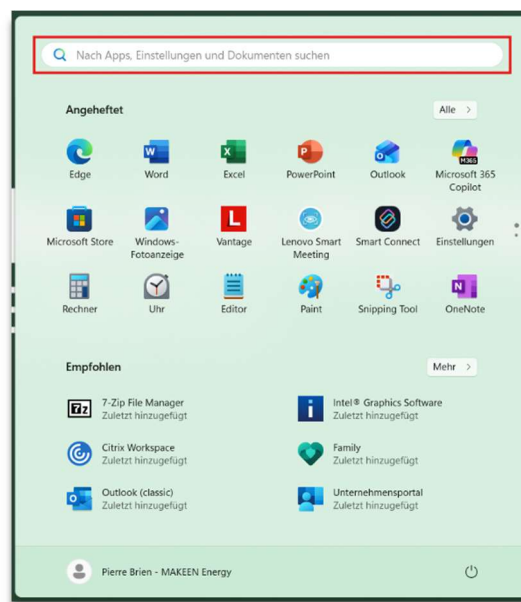 Nach Apps, Einstellungen und Dokumenten suchen
Angeheftet
Alle >
Edge
Word
Excel
PowerPoint
Outlook
Microsoft 365
Copilot
Microsoft Store
Windows-
Fotoanzeige
Vantage
Lenovo Smart
Meeting
Smart Connect
Einstellungen
Rechner
Uhr
Editor
Paint
Snipping Tool
OneNote
Empfohlen
Mehr >
7-Zip File Manager
Zuletzt hinzugefügt
Intel® Graphics Software
Zuletzt hinzugefügt
Citrix Workspace
Zuletzt hinzugefügt
Family
Zuletzt hinzugefügt
Outlook (classic)
Zuletzt hinzugefügt
Unternehmensportal
Zuletzt hinzugefügt
Pierre Brien - MAKEEN Energy